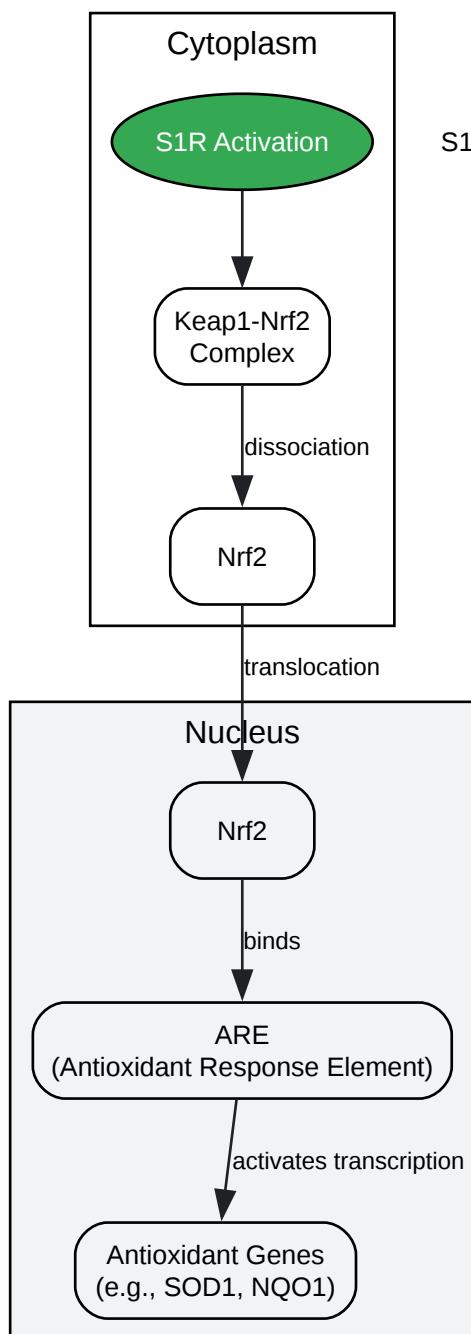 Cytoplasm
S1R Activation
S1
Keap1-Nrf2
Complex
dissociation
Nrf2
translocation
Nucleus
Nrf2
binds
ARE
(Antioxidant Response Element)
activates transcription
Antioxidant Genes
(e.g., SOD1, NQO1)